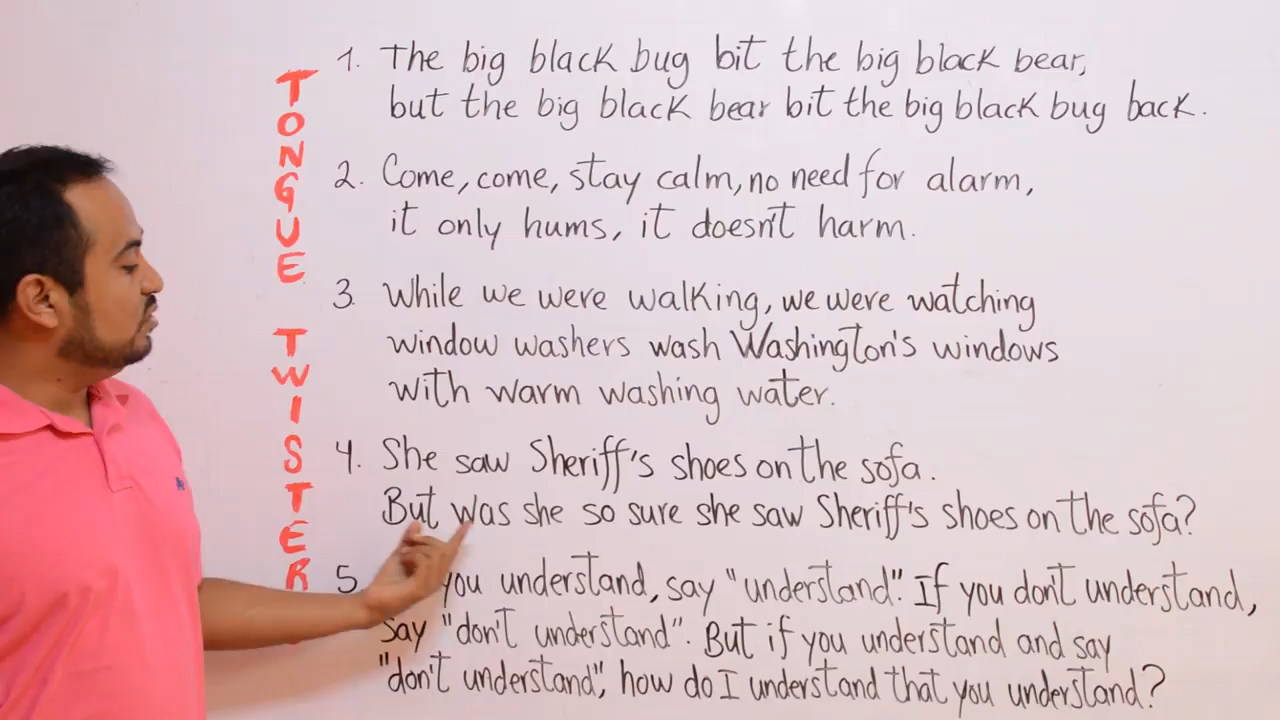 TONGUE TWISTER
1. The big black bug bit the big black bear,
but the big black bear bit the big black bug back.
2. Come, come, stay calm, no need for alarm,
it only hums, it doesn't harm.
3. While we were walking, we were watching
window washers wash Washington's windows
with warm washing water.
4. She saw Sheriff's shoes on the sofa.
But was she so sure she saw Sheriff's shoes on the sofa?
5 you understand, say "understand". If you don't understand,
say "don't understand". But if you understand and say
"don't understand", how do I understand that you understand?